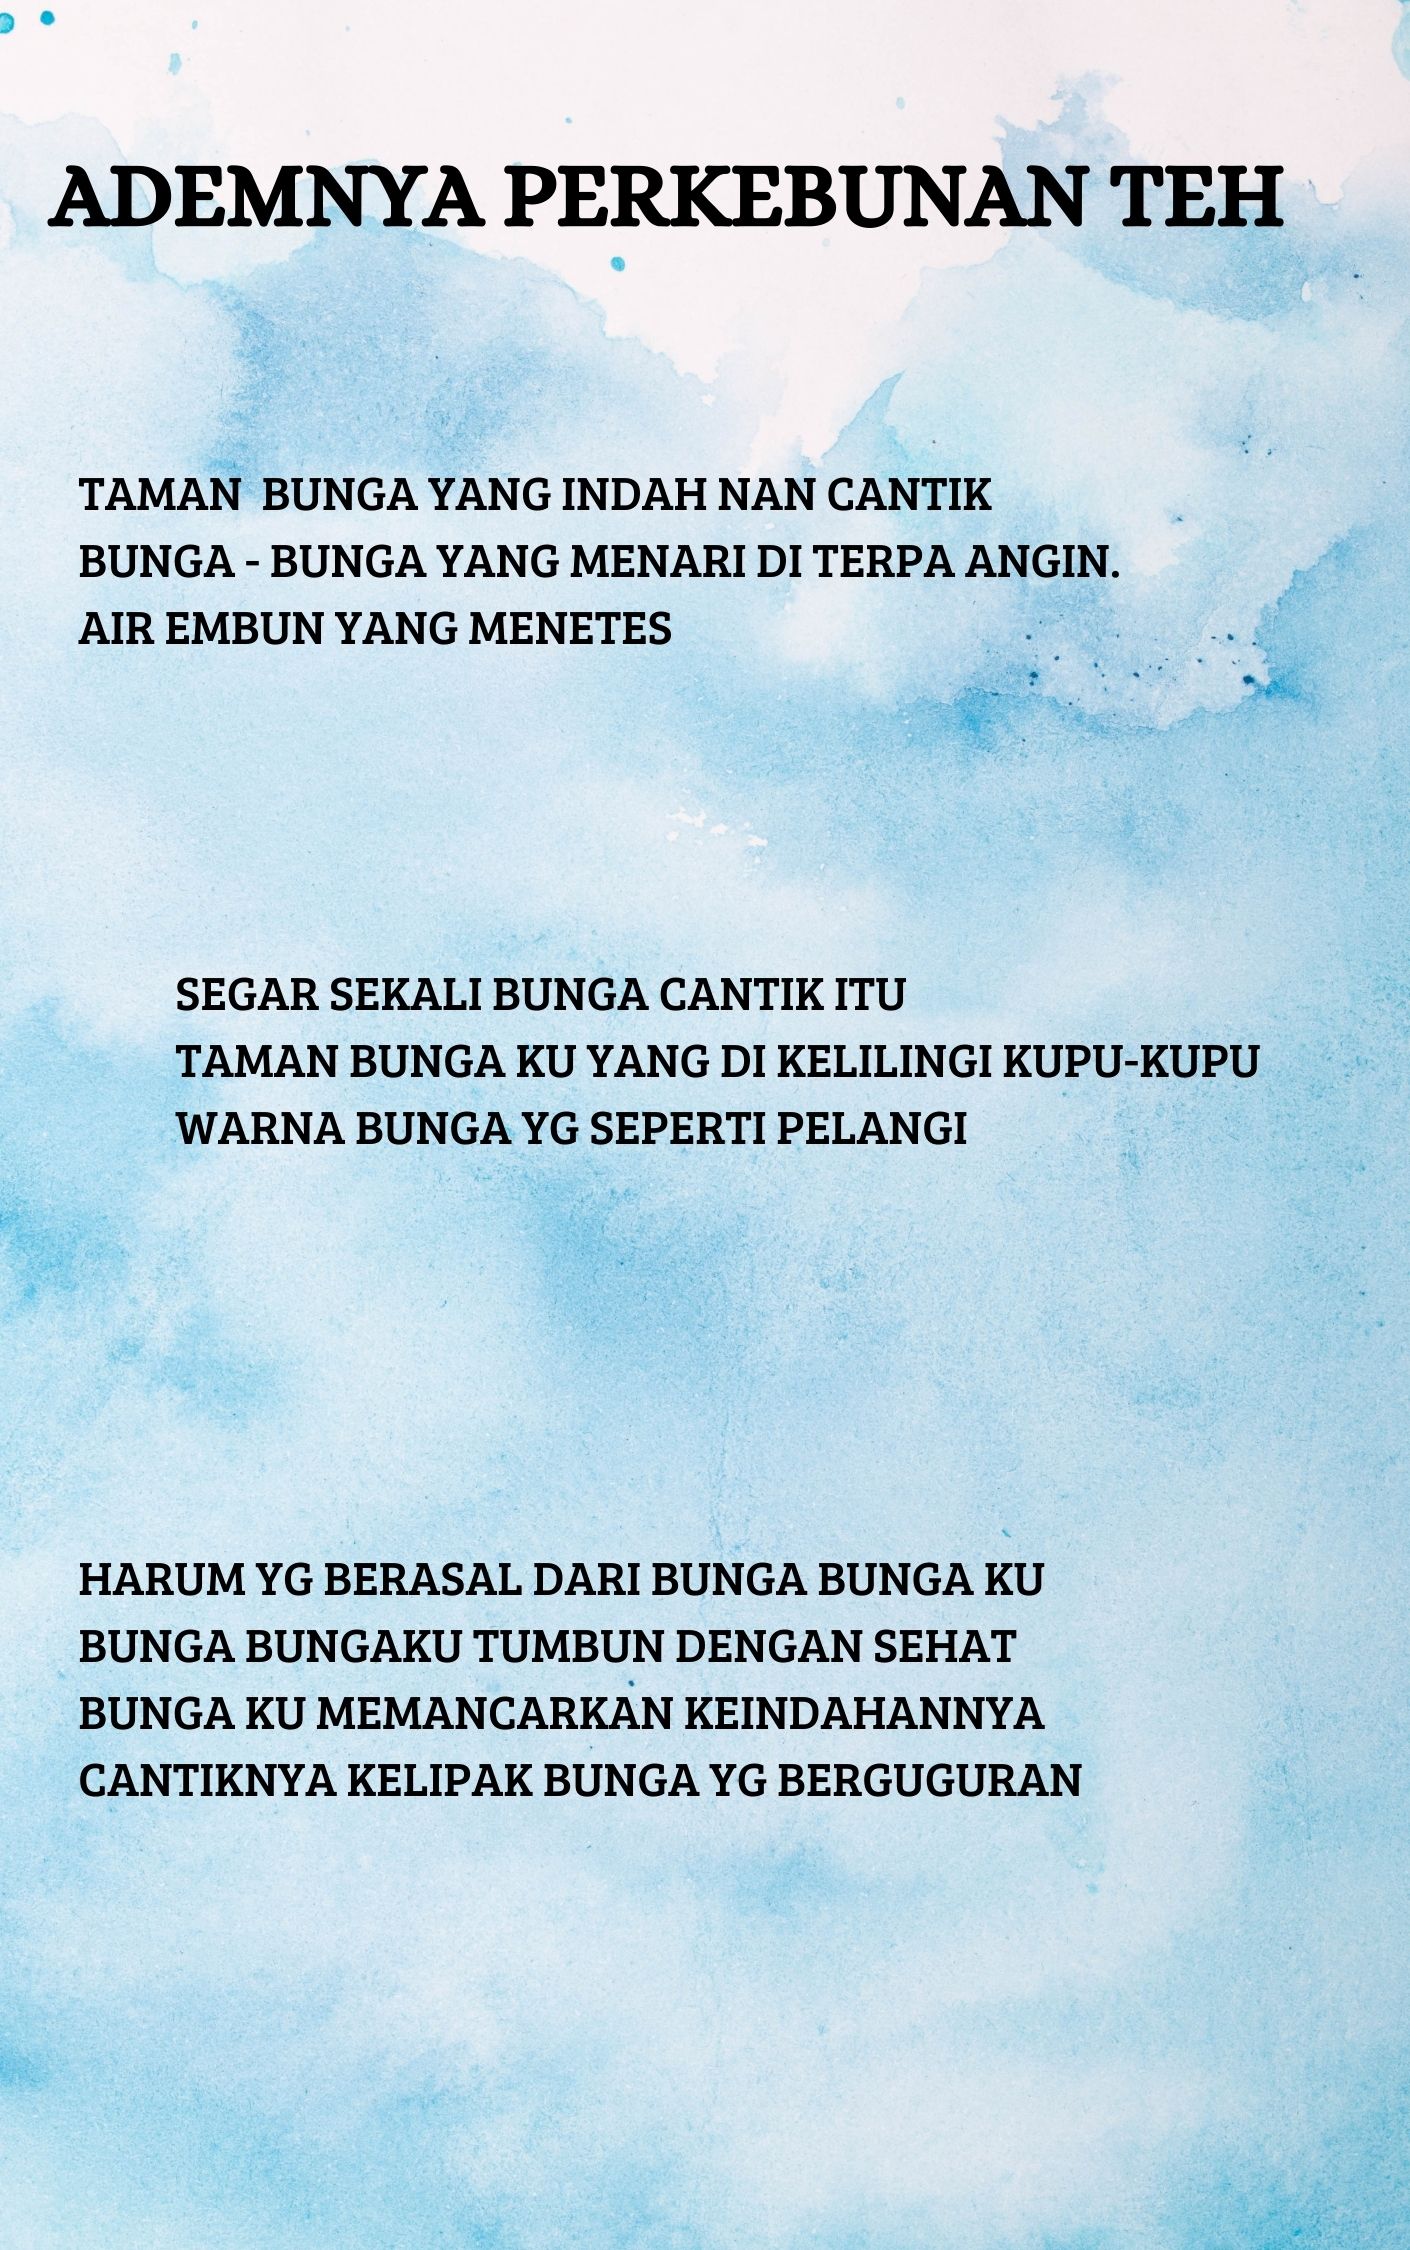 ADEMNYA PERKEBUNAN TEH
TAMAN  BUNGA YANG INDAH NAN CANTIK
BUNGA - BUNGA YANG MENARI DI TERPA ANGIN.
AIR EMBUN YANG MENETES
SEGAR SEKALI BUNGA CANTIK ITU
TAMAN BUNGA KU YANG DI KELILINGI KUPU-KUPU
WARNA BUNGA YG SEPERTI PELANGI
HARUM YG BERASAL DARI BUNGA BUNGA KU
BUNGA BUNGAKU TUMBUN DENGAN SEHAT
BUNGA KU MEMANCARKAN KEINDAHANNYA
CANTIKNYA KELIPAK BUNGA YG BERGUGURAN